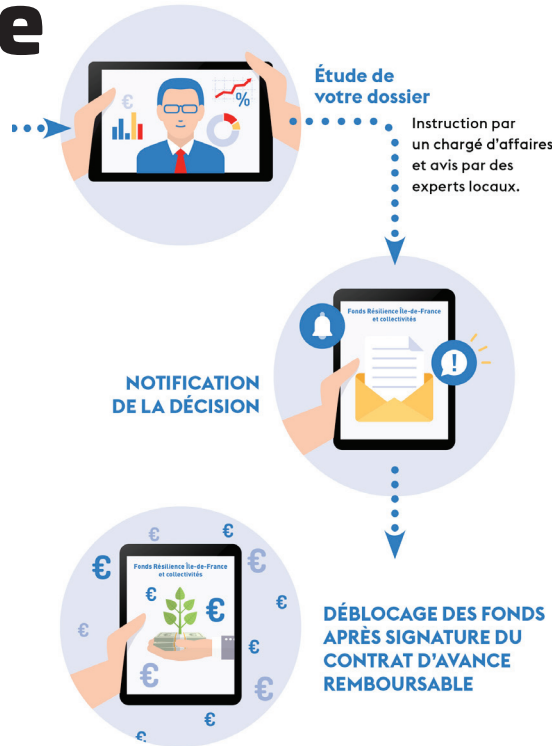 e
€
%
Étude de
votre dossier
Instruction par
un chargé d'affaires
et avis par des
experts locaux.
Fonds Résilience Île-de-France
et collectivités
!
NOTIFICATION
DE LA DÉCISION
€
€
€
€
Fonds Résilience Île-de-France
et collectivités
€
€
€
€
€
€
€
€
DÉBLOCAGE DES FONDS
APRÈS SIGNATURE DU
CONTRAT D'AVANCE
REMBOURSABLE